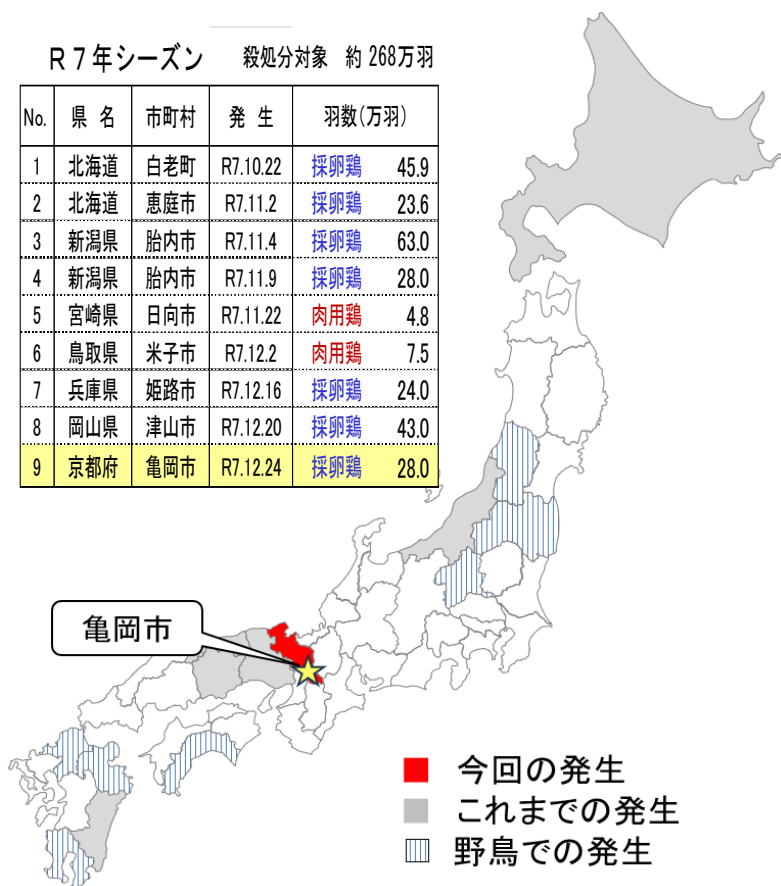 R7年シーズン 殺処分対象 約268万羽
No. 県名 市町村 発生 羽数(万羽)
1 北海道 白老町 R7.10.22 採卵鶏 45.9
2 北海道 恵庭市 R7.11.2 採卵鶏 23.6
3 新潟県 胎内市 R7.11.4 採卵鶏 63.0
4 新潟県 胎内市 R7.11.9 採卵鶏 28.0
5 宮崎県 日向市 R7.11.22 肉用鶏 4.8
6 鳥取県 米子市 R7.12.2 肉用鶏 7.5
7 兵庫県 姫路市 R7.12.16 採卵鶏 24.0
8 岡山県 津山市 R7.12.20 採卵鶏 43.0
9 京都府 亀岡市 R7.12.24 採卵鶏 28.0
亀岡市
今回の発生
これまでの発生
野鳥での発生